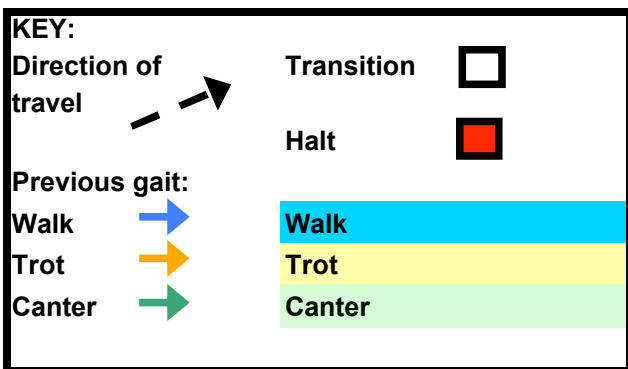 KEY:
Direction of Transition
travel
Halt
Previous gait:
Walk Walk
Trot Trot
Canter Canter